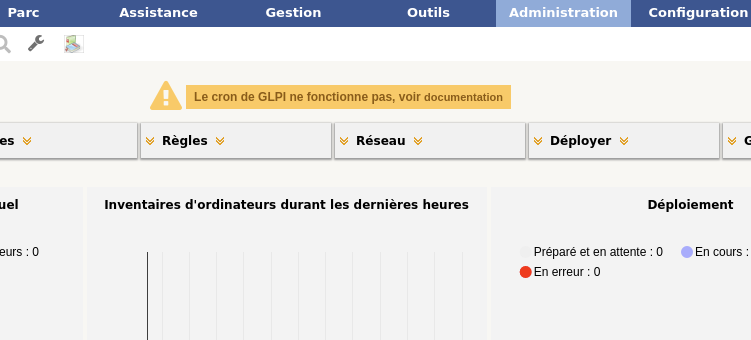 Parc Assistance Gestion Outils Administration Configuration
Le cron de GLPI ne fonctionne pas, voir documentation
es Règles Réseau Déployer G
uel Inventaires d'ordinateurs durant les dernières heures Déploiement
eurs : 0 Préparé et en attente : 0 En cours :
En erreur : 0